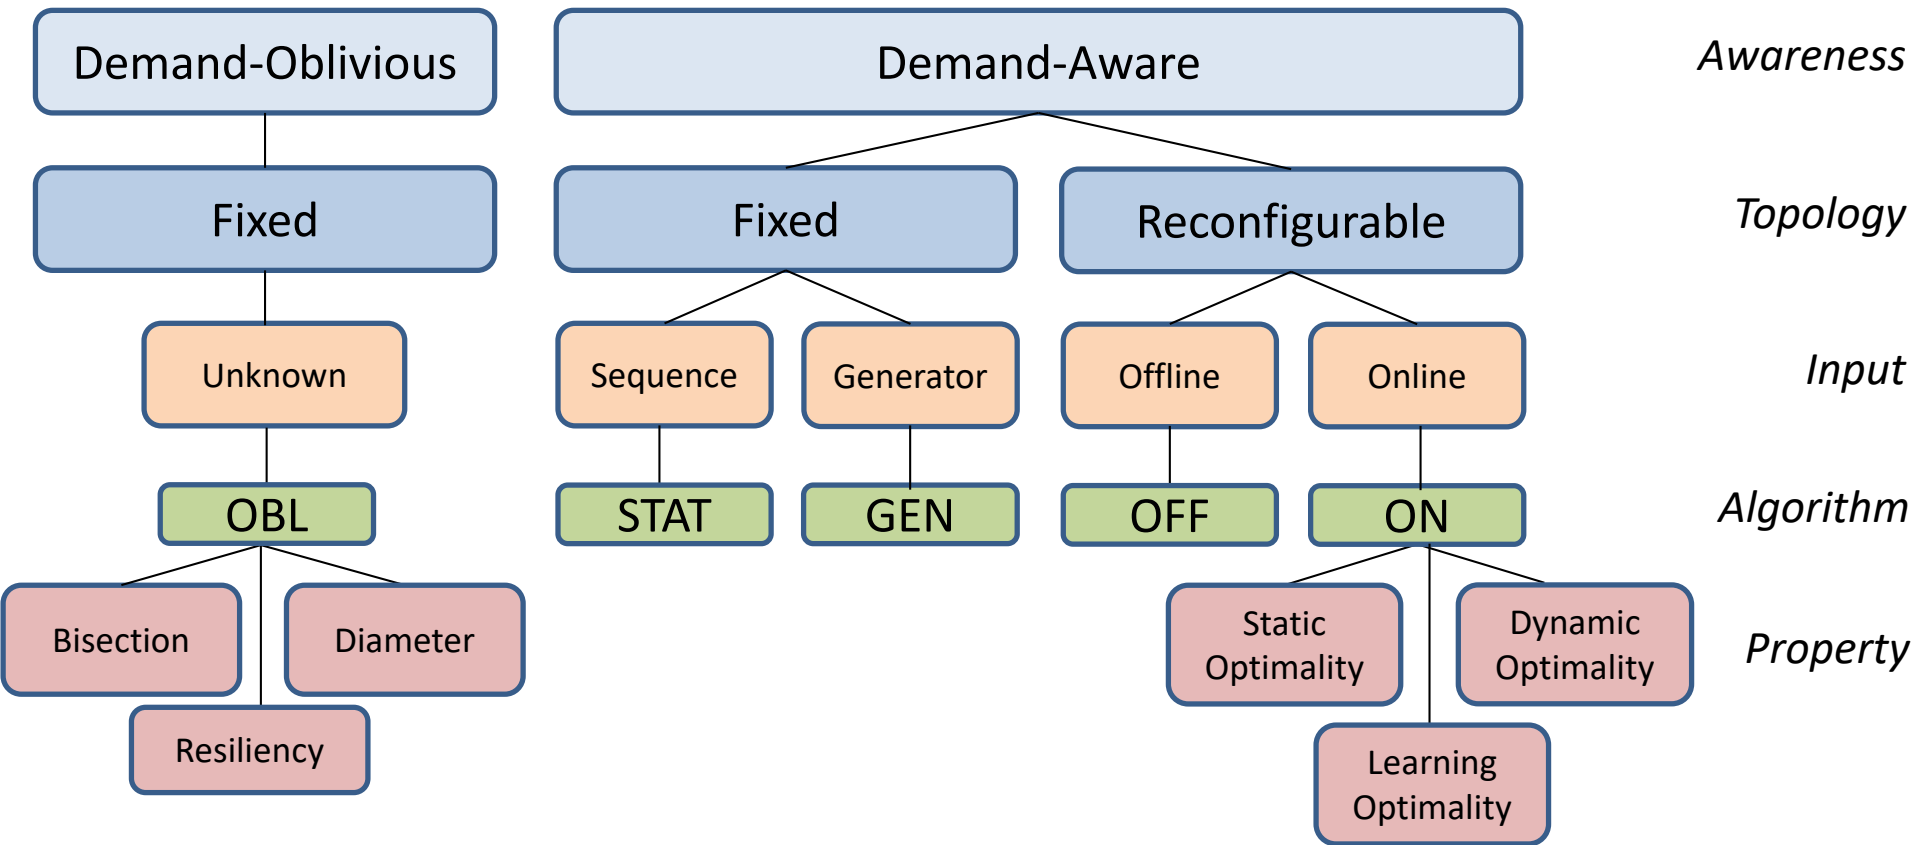 Demand-Oblivious
Demand-Aware
Awareness
Fixed
Fixed
Reconfigurable
Topology
Unknown
Sequence
Generator
Offline
Online
Input
OBL
STAT
GEN
OFF
ON
Algorithm
Bisection
Diameter
Static
Optimality
Dynamic
Optimality
Property
Resiliency
Learning
Optimality